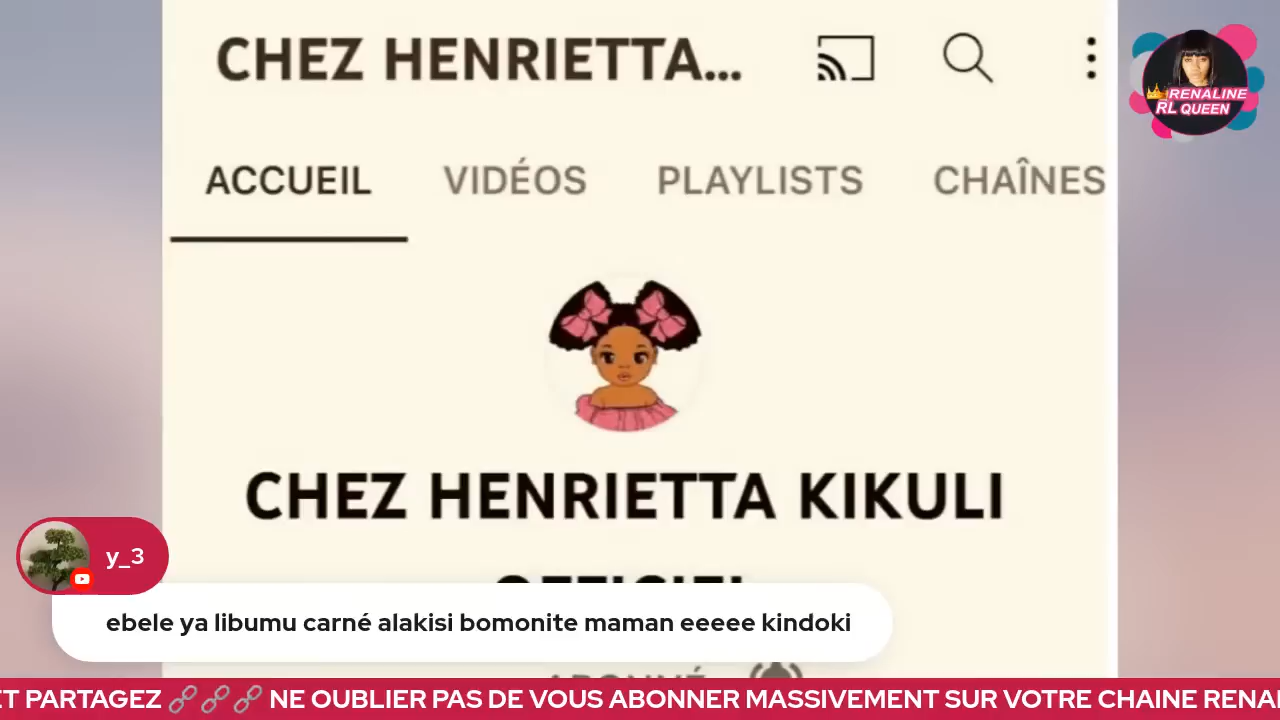 CHEZ HENRIETTA...
RENALINE
RL QUEEN
ACCUEIL VIDÉOS PLAYLISTS CHAÎNES
CHEZ HENRIETTA KIKULI
y_3
ebele ya libumu carné alakisi bomonite maman eeeee kindoki
ET PARTAGEZ 🔗🔗🔗 NE OUBLIER PAS DE VOUS ABONNER MASSIVEMENT SUR VOTRE CHAINE RENA